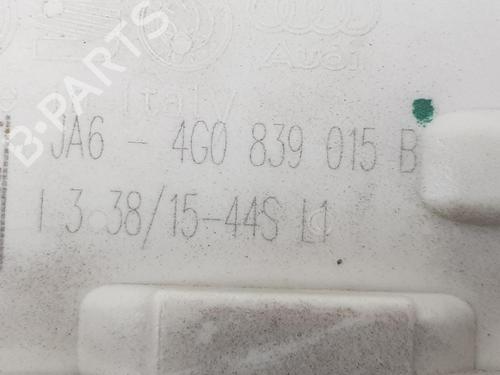 Audi
Italy
JA6 - 4G0 839 015 B
I 3 38/15-44S L1
B-PARTS